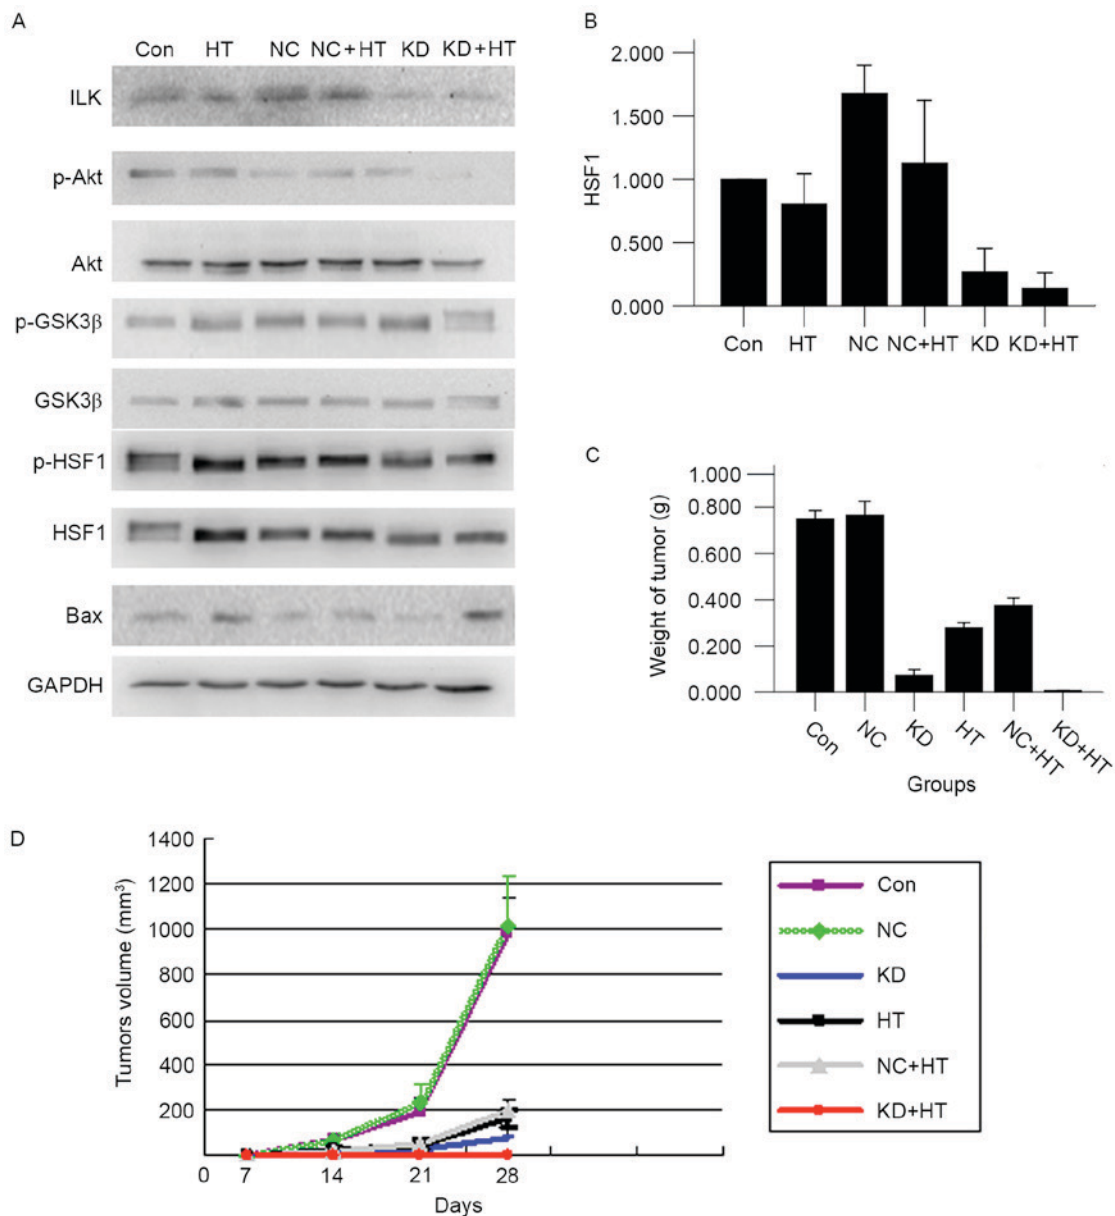 A
Con HT NC NC+HT KD KD+HT
ILK
p-Akt
Akt
p-GSK3β
GSK3β
p-HSF1
HSF1
Bax
GAPDH
B
2.000
1.500
1.000
0.500
0.000
HSF1
Con HT NC NC+HT KD KD+HT
C
1.000
0.800
0.600
0.400
0.200
0.000
Weight of tumor (g)
Con NC KD HT NC+HT KD+HT
Groups
D
1400
1200
1000
800
600
400
200
Tumors volume (mm³)
0 7 14 21 28
Days
Con
NC
KD
HT
NC+HT
KD+HT